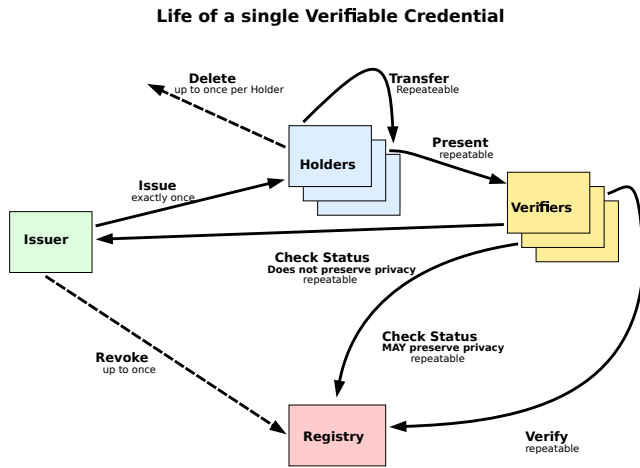 Life of a single Verifiable Credential
Delete
up to once per Holder
Transfer
Repeateable
Present
repeatable
Holders
Issue
exactly once
Verifiers
Issuer
Check Status
Does not preserve privacy
repeatable
Check Status
MAY preserve privacy
repeatable
Revoke
up to once
Registry
Verify
repeatable